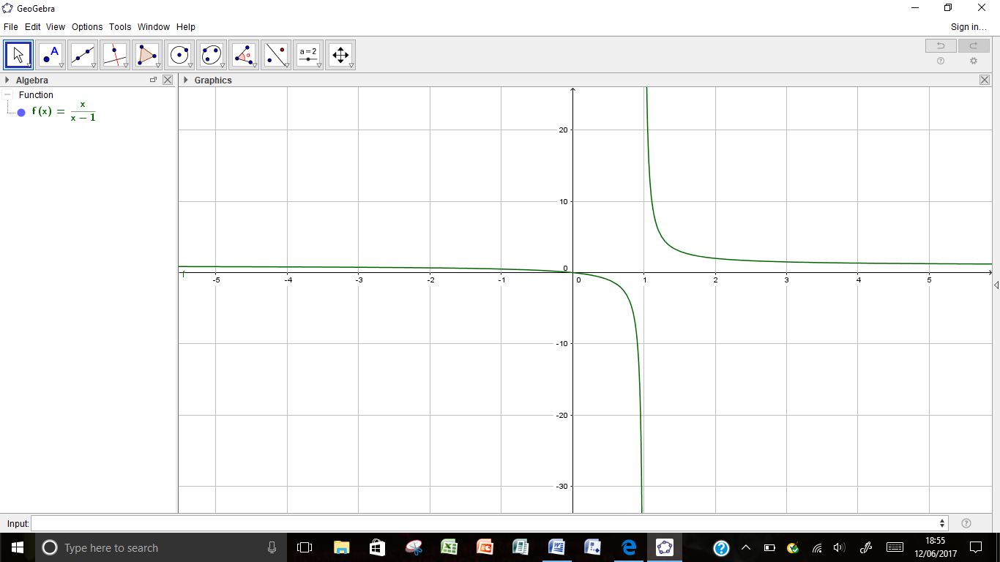 GeoGebra
File Edit View Options Tools Window Help Sign in...
A α a = 2
Algebra
Graphics
Function
f (x) = x / x − 1
20
10
0
-5 -4 -3 -2 -1 0 1 2 3 4 5
f
-10
-20
-30
Input:
Type here to search
18:55
12/06/2017